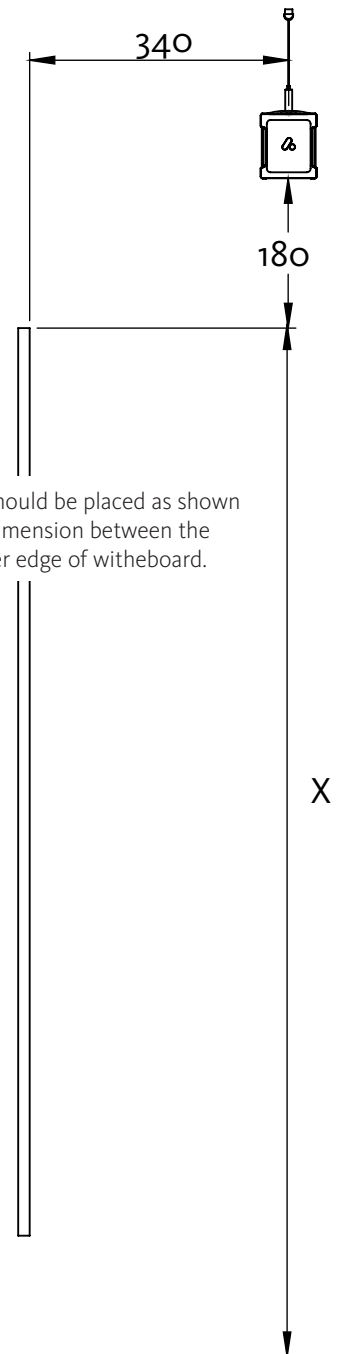 340
180
hould be placed as shown
mension between the
er edge of witheboard.
X